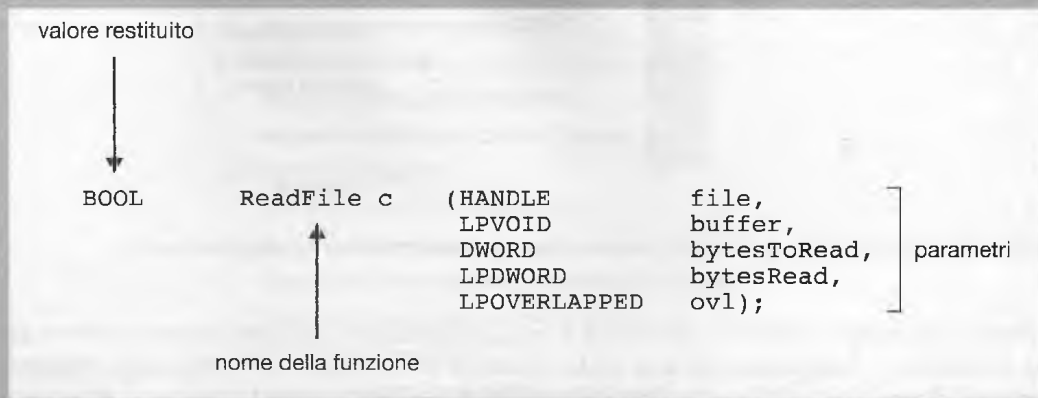 valore restituito
BOOL ReadFile c (HANDLE file,
LPVOID buffer,
DWORD bytesToRead, parametri
LPDWORD bytesRead,
LPOVERLAPPED ovl);
nome della funzione